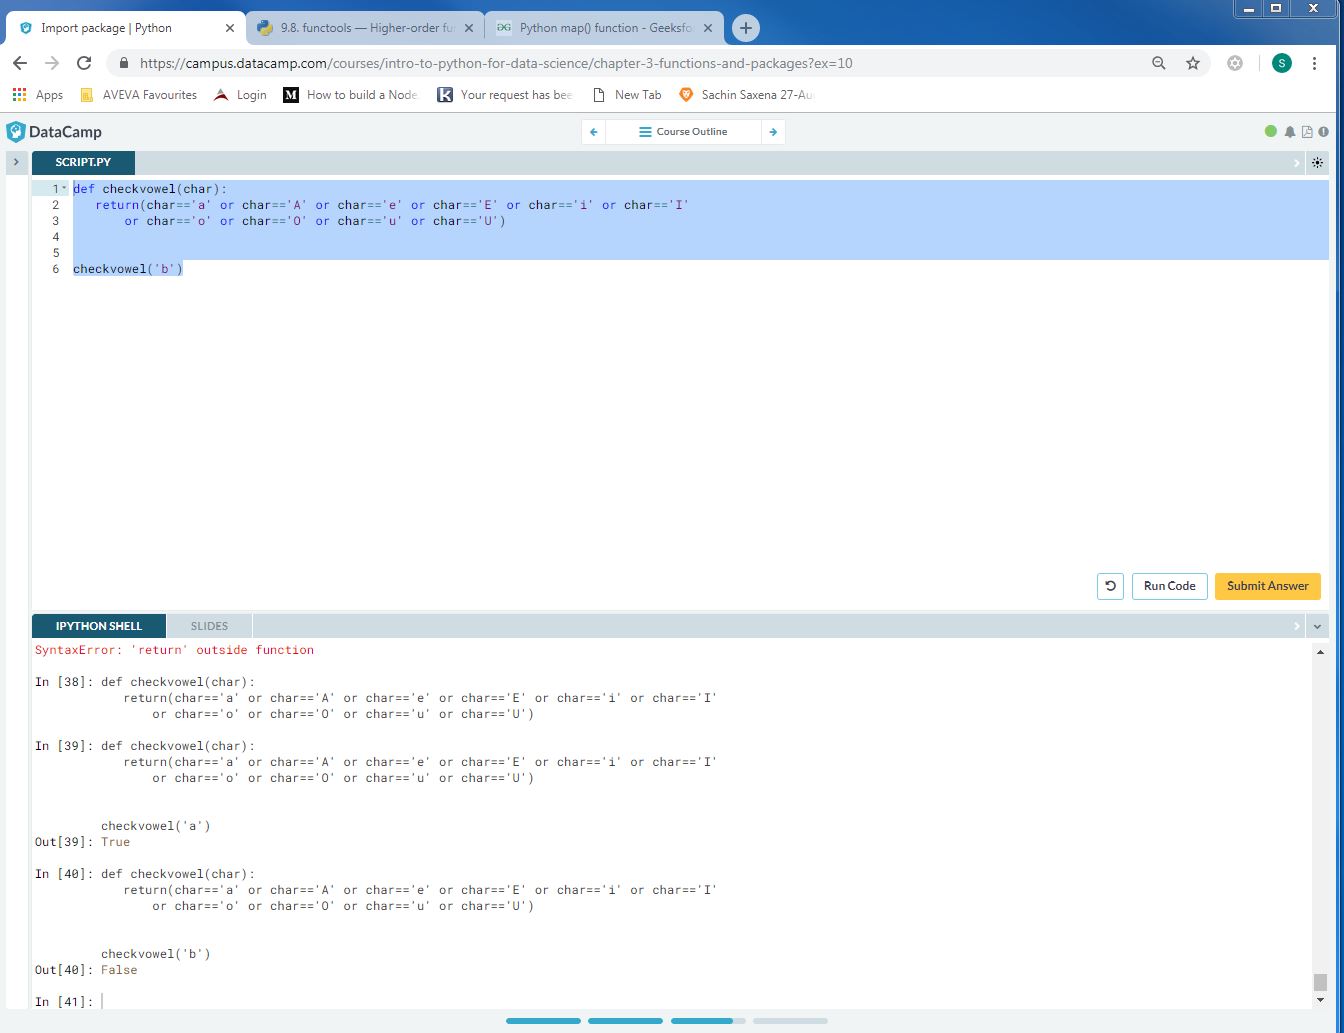 Import package | Python
9.8. functools — Higher-order fu
Python map() function - Geeksfo
https://campus.datacamp.com/courses/intro-to-python-for-data-science/chapter-3-functions-and-packages?ex=10
S
Apps
AVEVA Favourites
Login
M
How to build a Node
K
Your request has bee
New Tab
Sachin Saxena 27-Au
DataCamp
Course Outline
SCRIPT.PY
1 def checkvowel(char):
2 return(char=='a' or char=='A' or char=='e' or char=='E' or char=='i' or char=='I'
3 or char=='o' or char=='O' or char=='u' or char=='U')
4
5
6 checkvowel('b')
Run Code
Submit Answer
IPYTHON SHELL
SLIDES
SyntaxError: 'return' outside function
In [38]: def checkvowel(char):
return(char=='a' or char=='A' or char=='e' or char=='E' or char=='i' or char=='I'
or char=='o' or char=='O' or char=='u' or char=='U')
In [39]: def checkvowel(char):
return(char=='a' or char=='A' or char=='e' or char=='E' or char=='i' or char=='I'
or char=='o' or char=='O' or char=='u' or char=='U')
checkvowel('a')
Out[39]: True
In [40]: def checkvowel(char):
return(char=='a' or char=='A' or char=='e' or char=='E' or char=='i' or char=='I'
or char=='o' or char=='O' or char=='u' or char=='U')
checkvowel('b')
Out[40]: False
In [41]: